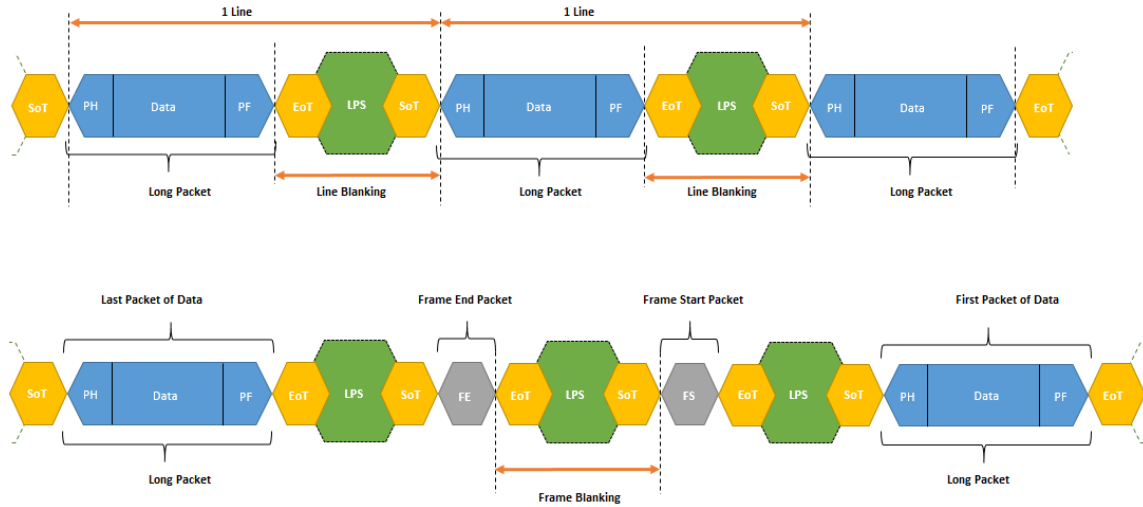 1 Line
1 Line
SoT PH Data PF EoT LPS SoT PH Data PF EoT LPS SoT PH Data PF EoT
Long Packet Line Blanking Long Packet Line Blanking Long Packet
Last Packet of Data Frame End Packet Frame Start Packet First Packet of Data
SoT PH Data PF EoT LPS SoT FE EoT LPS SoT FS EoT LPS SoT PH Data PF EoT
Long Packet Frame Blanking Long Packet